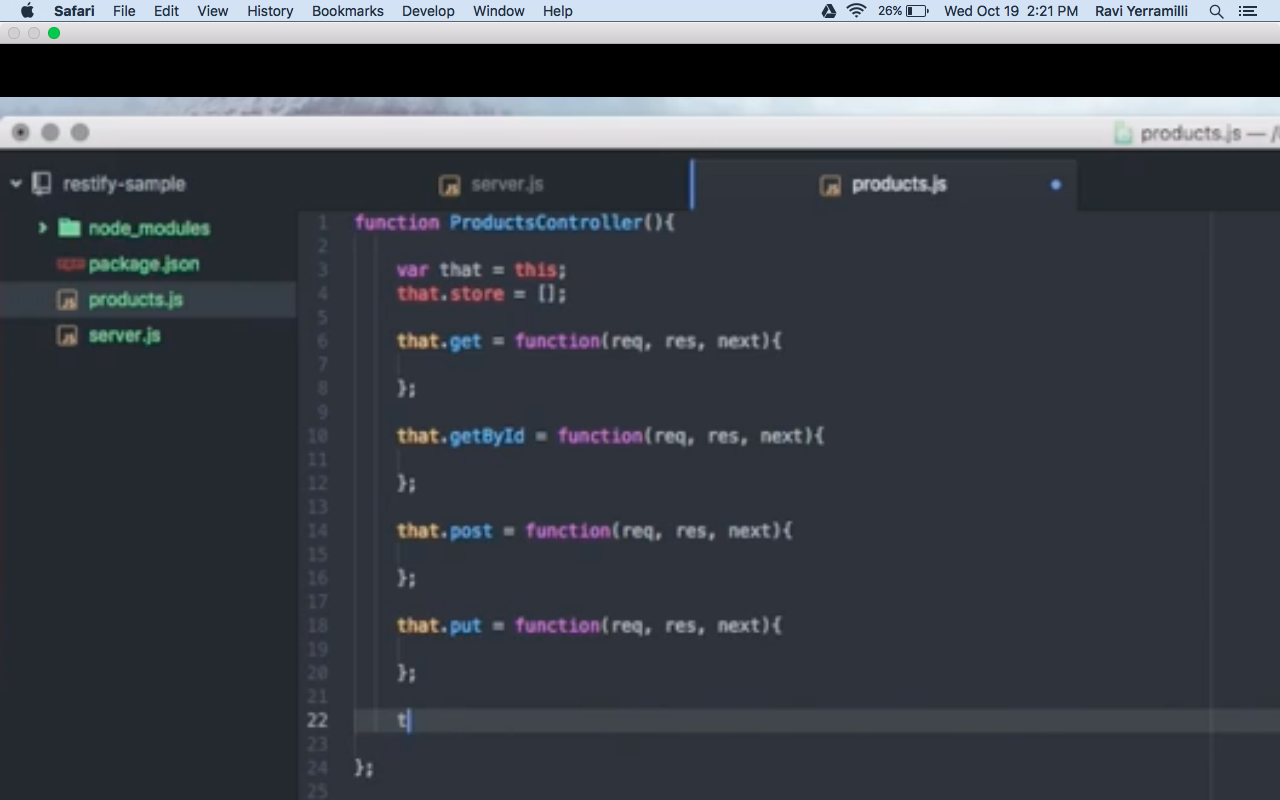 Safari File Edit View History Bookmarks Develop Window Help 26% Wed Oct 19 2:21 PM Ravi Yerramilli
products.js — /
restify-sample
server.js
products.js
node_modules
package.json
products.js
server.js
1 function ProductsController(){
2
3 var that = this;
4 that.store = [];
5
6 that.get = function(req, res, next){
7
8 };
9
10 that.getById = function(req, res, next){
11
12 };
13
14 that.post = function(req, res, next){
15
16 };
17
18 that.put = function(req, res, next){
19
20 };
21
22 t
23
24 };
25